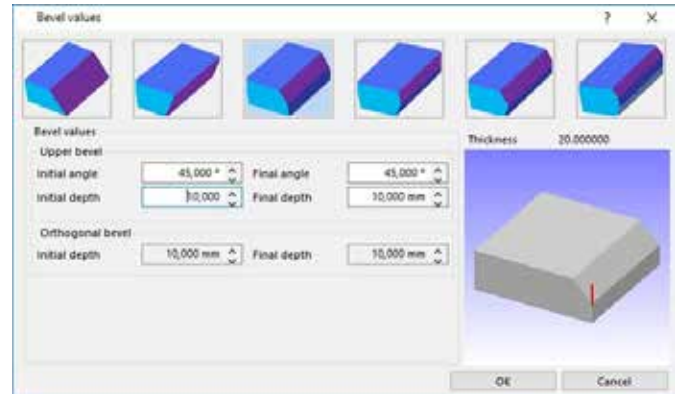 Bevel values ? ×
Bevel values
Thickness 20.000000
Upper bevel
Initial angle 45,000 ° Final angle 45,000 °
Initial depth 10,000 Final depth 10,000 mm
Orthogonal bevel
Initial depth 10,000 mm Final depth 10,000 mm
OK Cancel